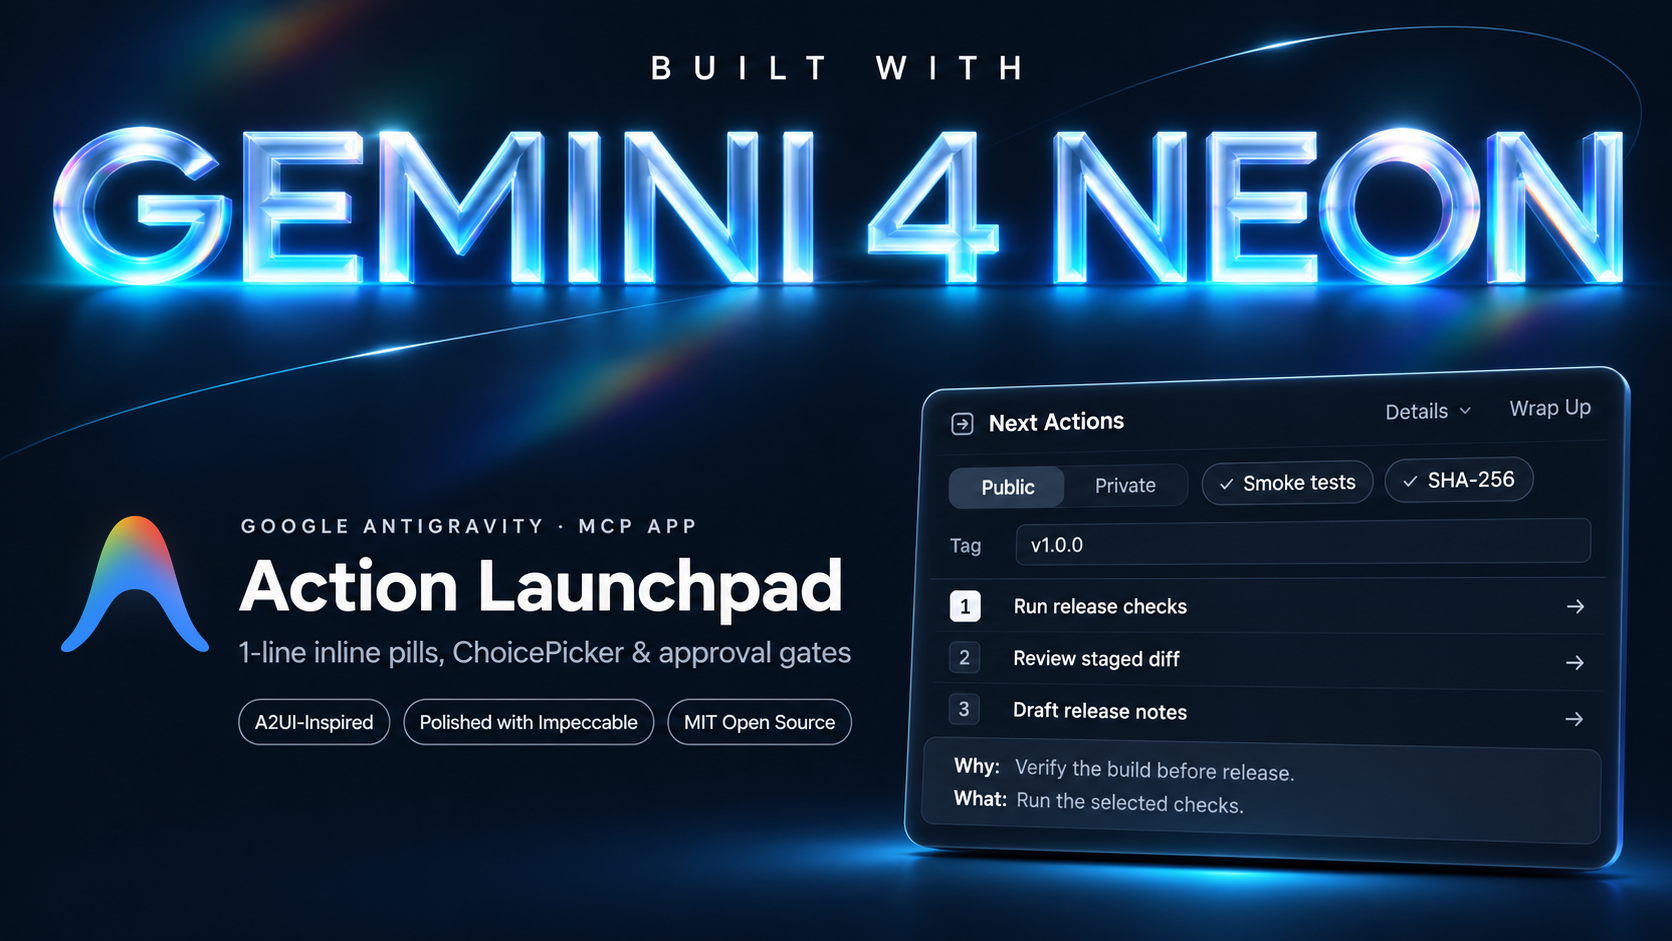 BUILT WITH
GEMINI 4 NEON
GOOGLE ANTIGRAVITY · MCP APP
Action Launchpad
1-line inline pills, ChoicePicker & approval gates
A2UI-Inspired
Polished with Impeccable
MIT Open Source
Next Actions
Details
Wrap Up
Public
Private
Smoke tests
SHA-256
Tag
v1.0.0
1 Run release checks
2 Review staged diff
3 Draft release notes
Why: Verify the build before release.
What: Run the selected checks.